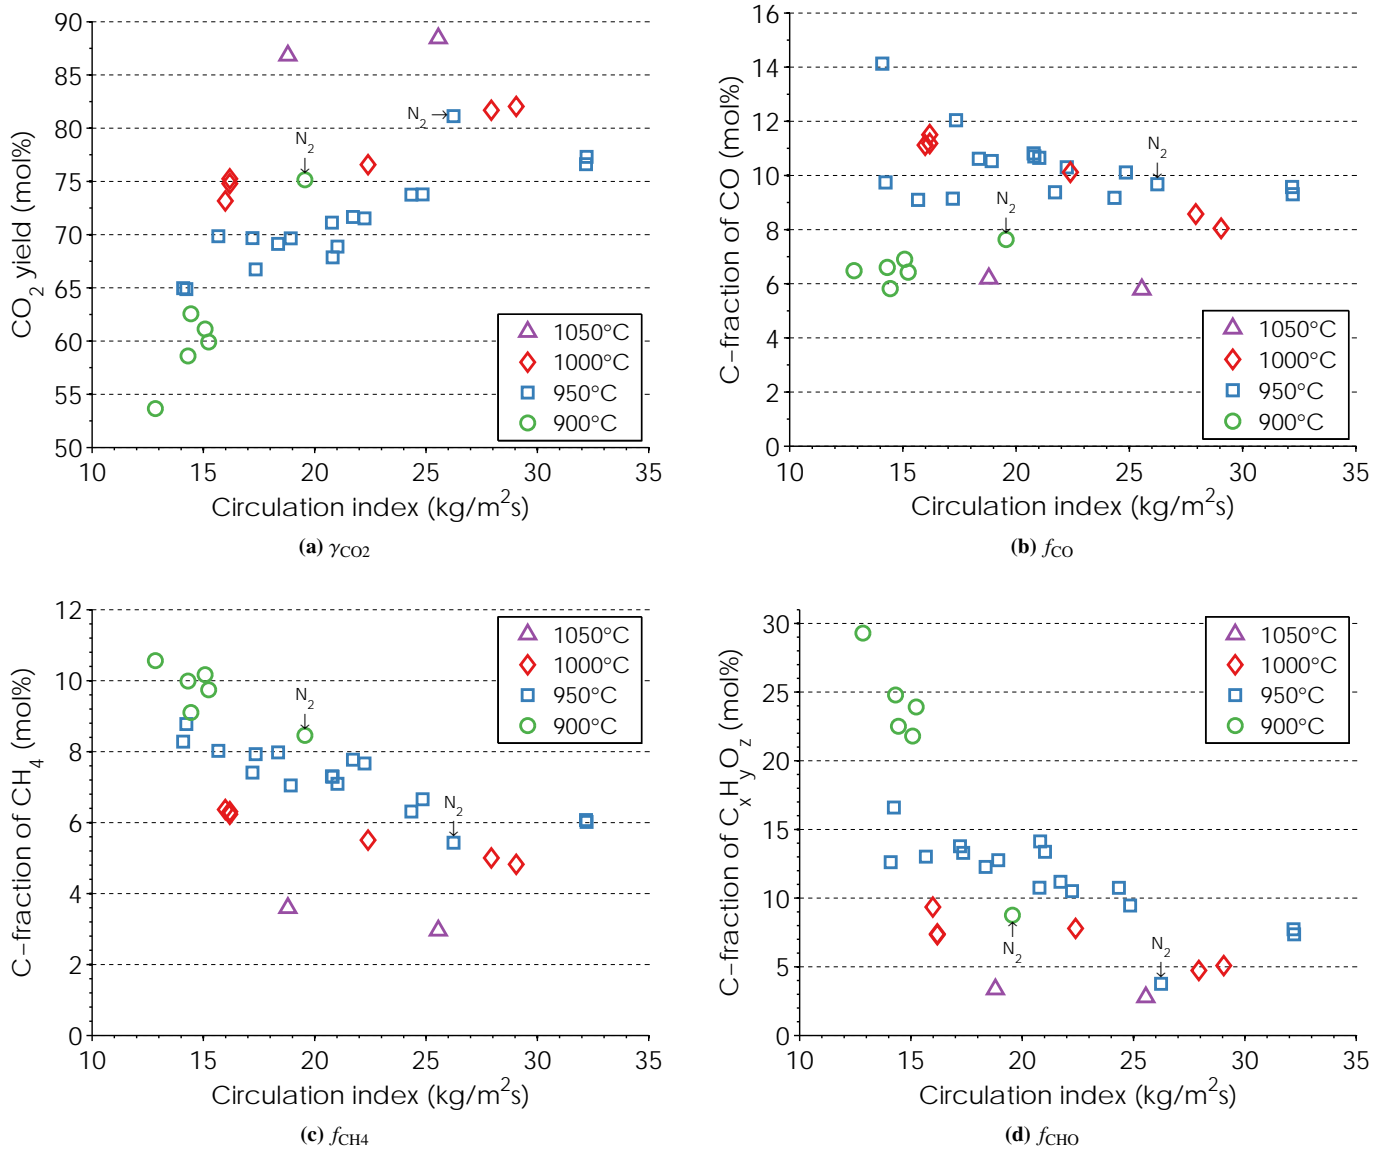 CO2 yield (mol%)
90
85
80
75
70
65
60
55
50
N2
N2
1050°C
1000°C
950°C
900°C
10 15 20 25 30 35
Circulation index (kg/m²s)
(a) γCO2
C-fraction of CO (mol%)
16
14
12
10
8
6
4
2
0
N2
N2
1050°C
1000°C
950°C
900°C
10 15 20 25 30 35
Circulation index (kg/m²s)
(b) fCO
C-fraction of CH4 (mol%)
12
10
8
6
4
2
0
N2
N2
1050°C
1000°C
950°C
900°C
10 15 20 25 30 35
Circulation index (kg/m²s)
(c) fCH4
C-fraction of CxHyOz (mol%)
30
25
20
15
10
5
0
N2
N2
1050°C
1000°C
950°C
900°C
10 15 20 25 30 35
Circulation index (kg/m²s)
(d) fCHO